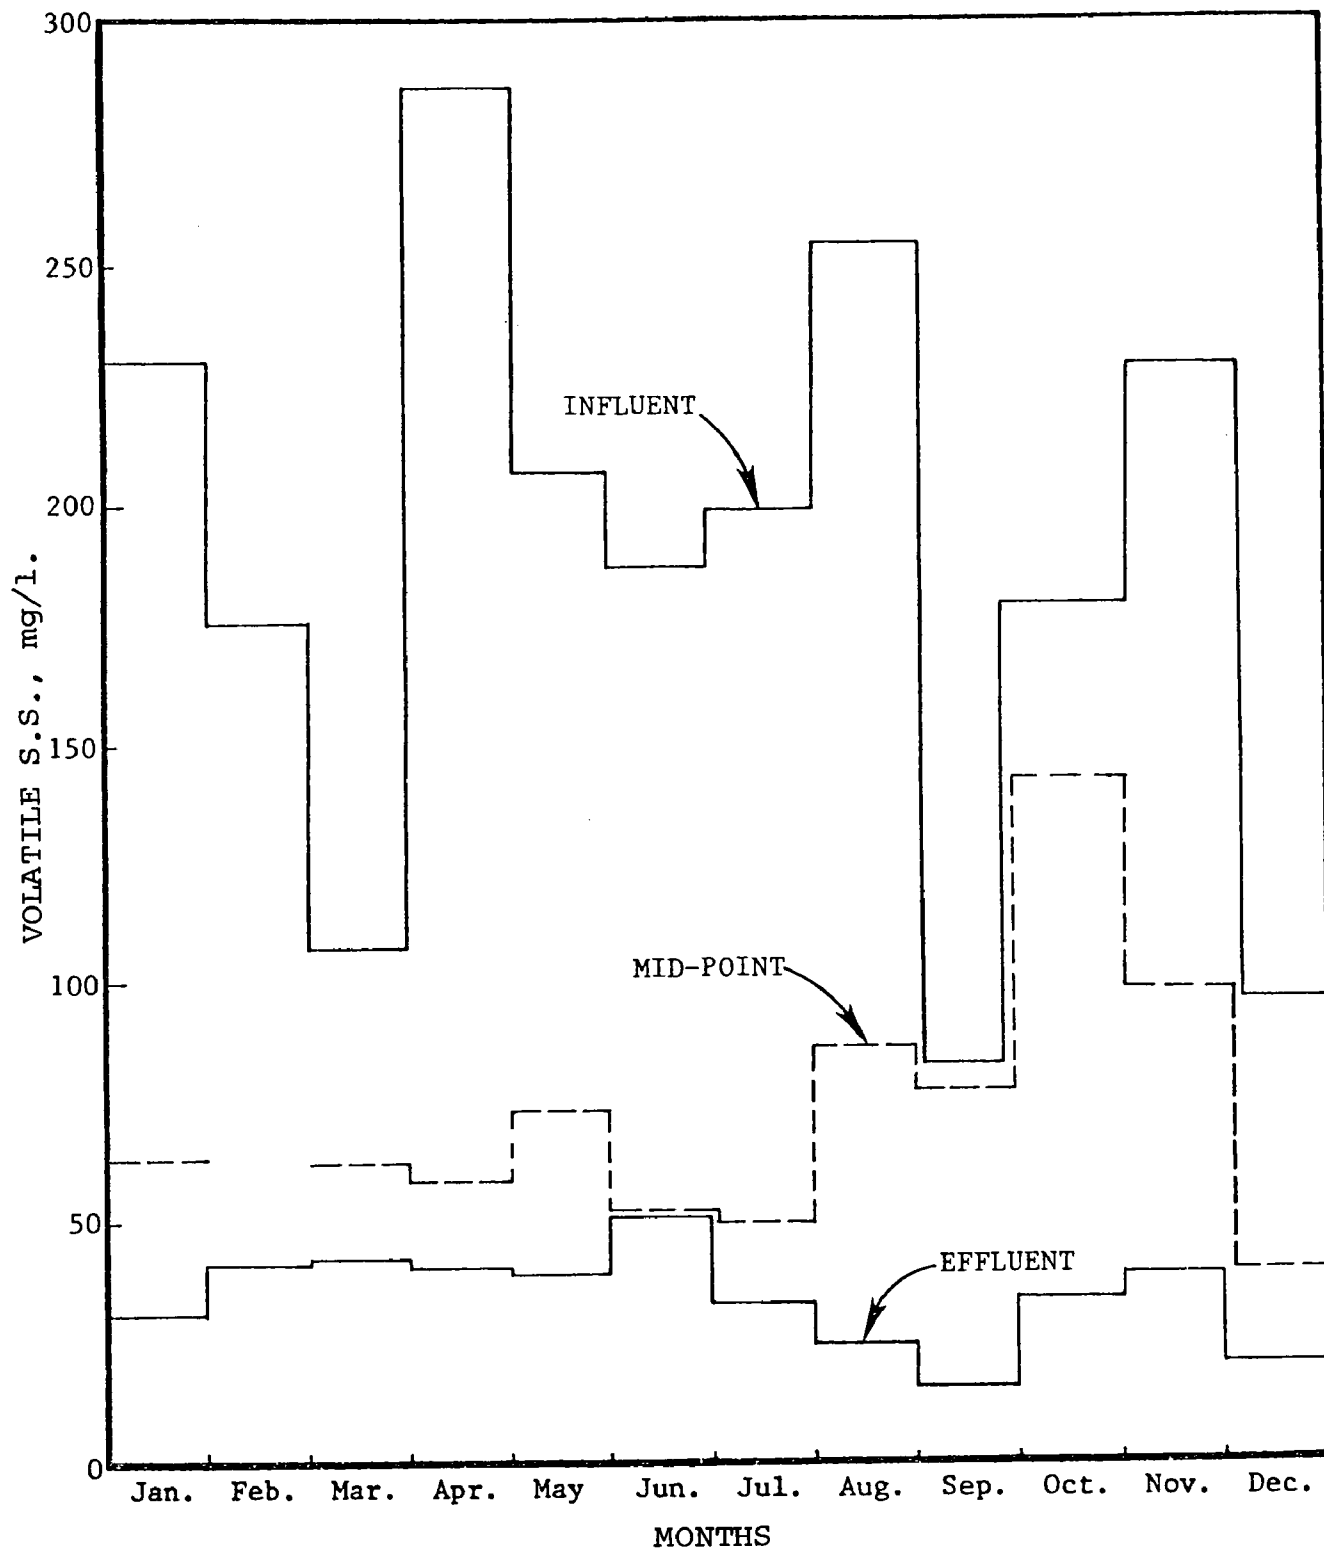 300
250
INFLUENT
200
VOLATILE S.S., mg/l.
150
MID-POINT
100
50
EFFLUENT
0
Jan. Feb. Mar. Apr. May Jun. Jul. Aug. Sep. Oct. Nov. Dec.
MONTHS